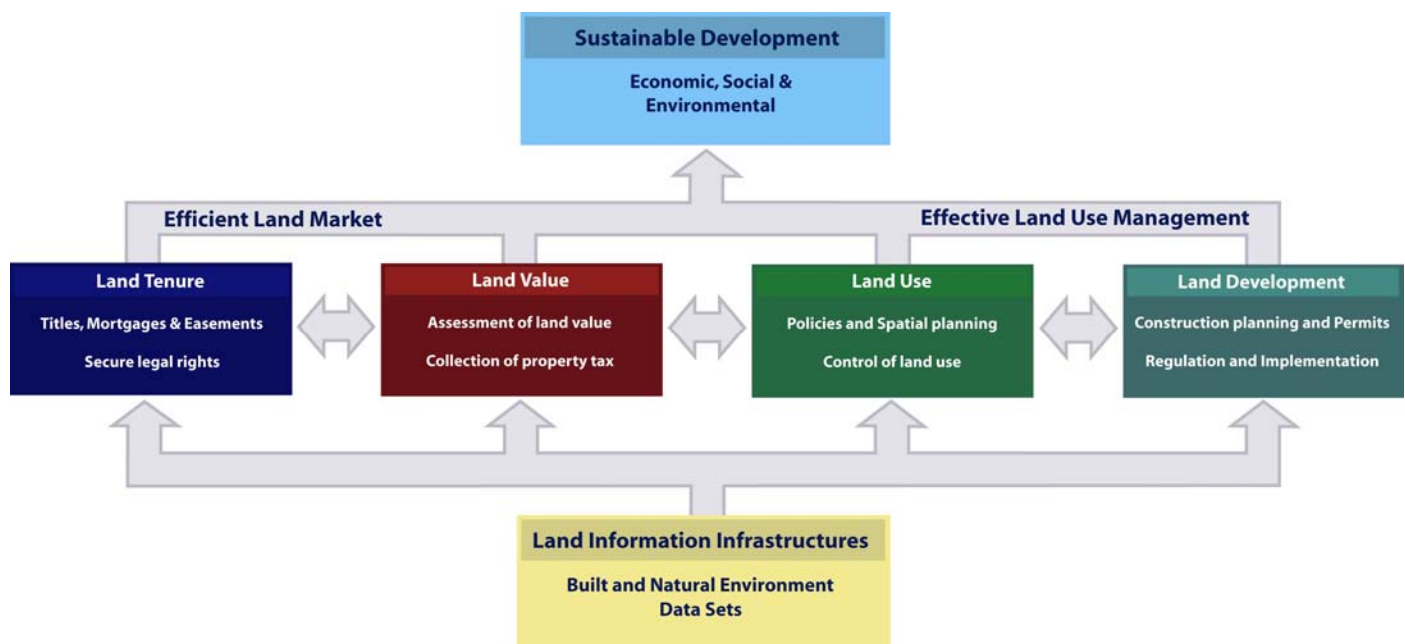 Sustainable Development
Economic, Social &
Environmental
Efficient Land Market
Effective Land Use Management
Land Tenure
Titles, Mortgages & Easements
Secure legal rights
Land Value
Assessment of land value
Collection of property tax
Land Use
Policies and Spatial planning
Control of land use
Land Development
Construction planning and Permits
Regulation and Implementation
Land Information Infrastructures
Built and Natural Environment
Data Sets